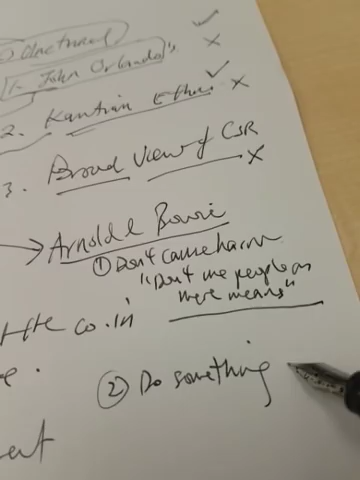 1. John Orlando's
2. Kantian Ethics
3. Broad View of CSR
Arnold & Bowie
① Don't cause harm
"Don't use people as
mere means"
co. in
② Do something